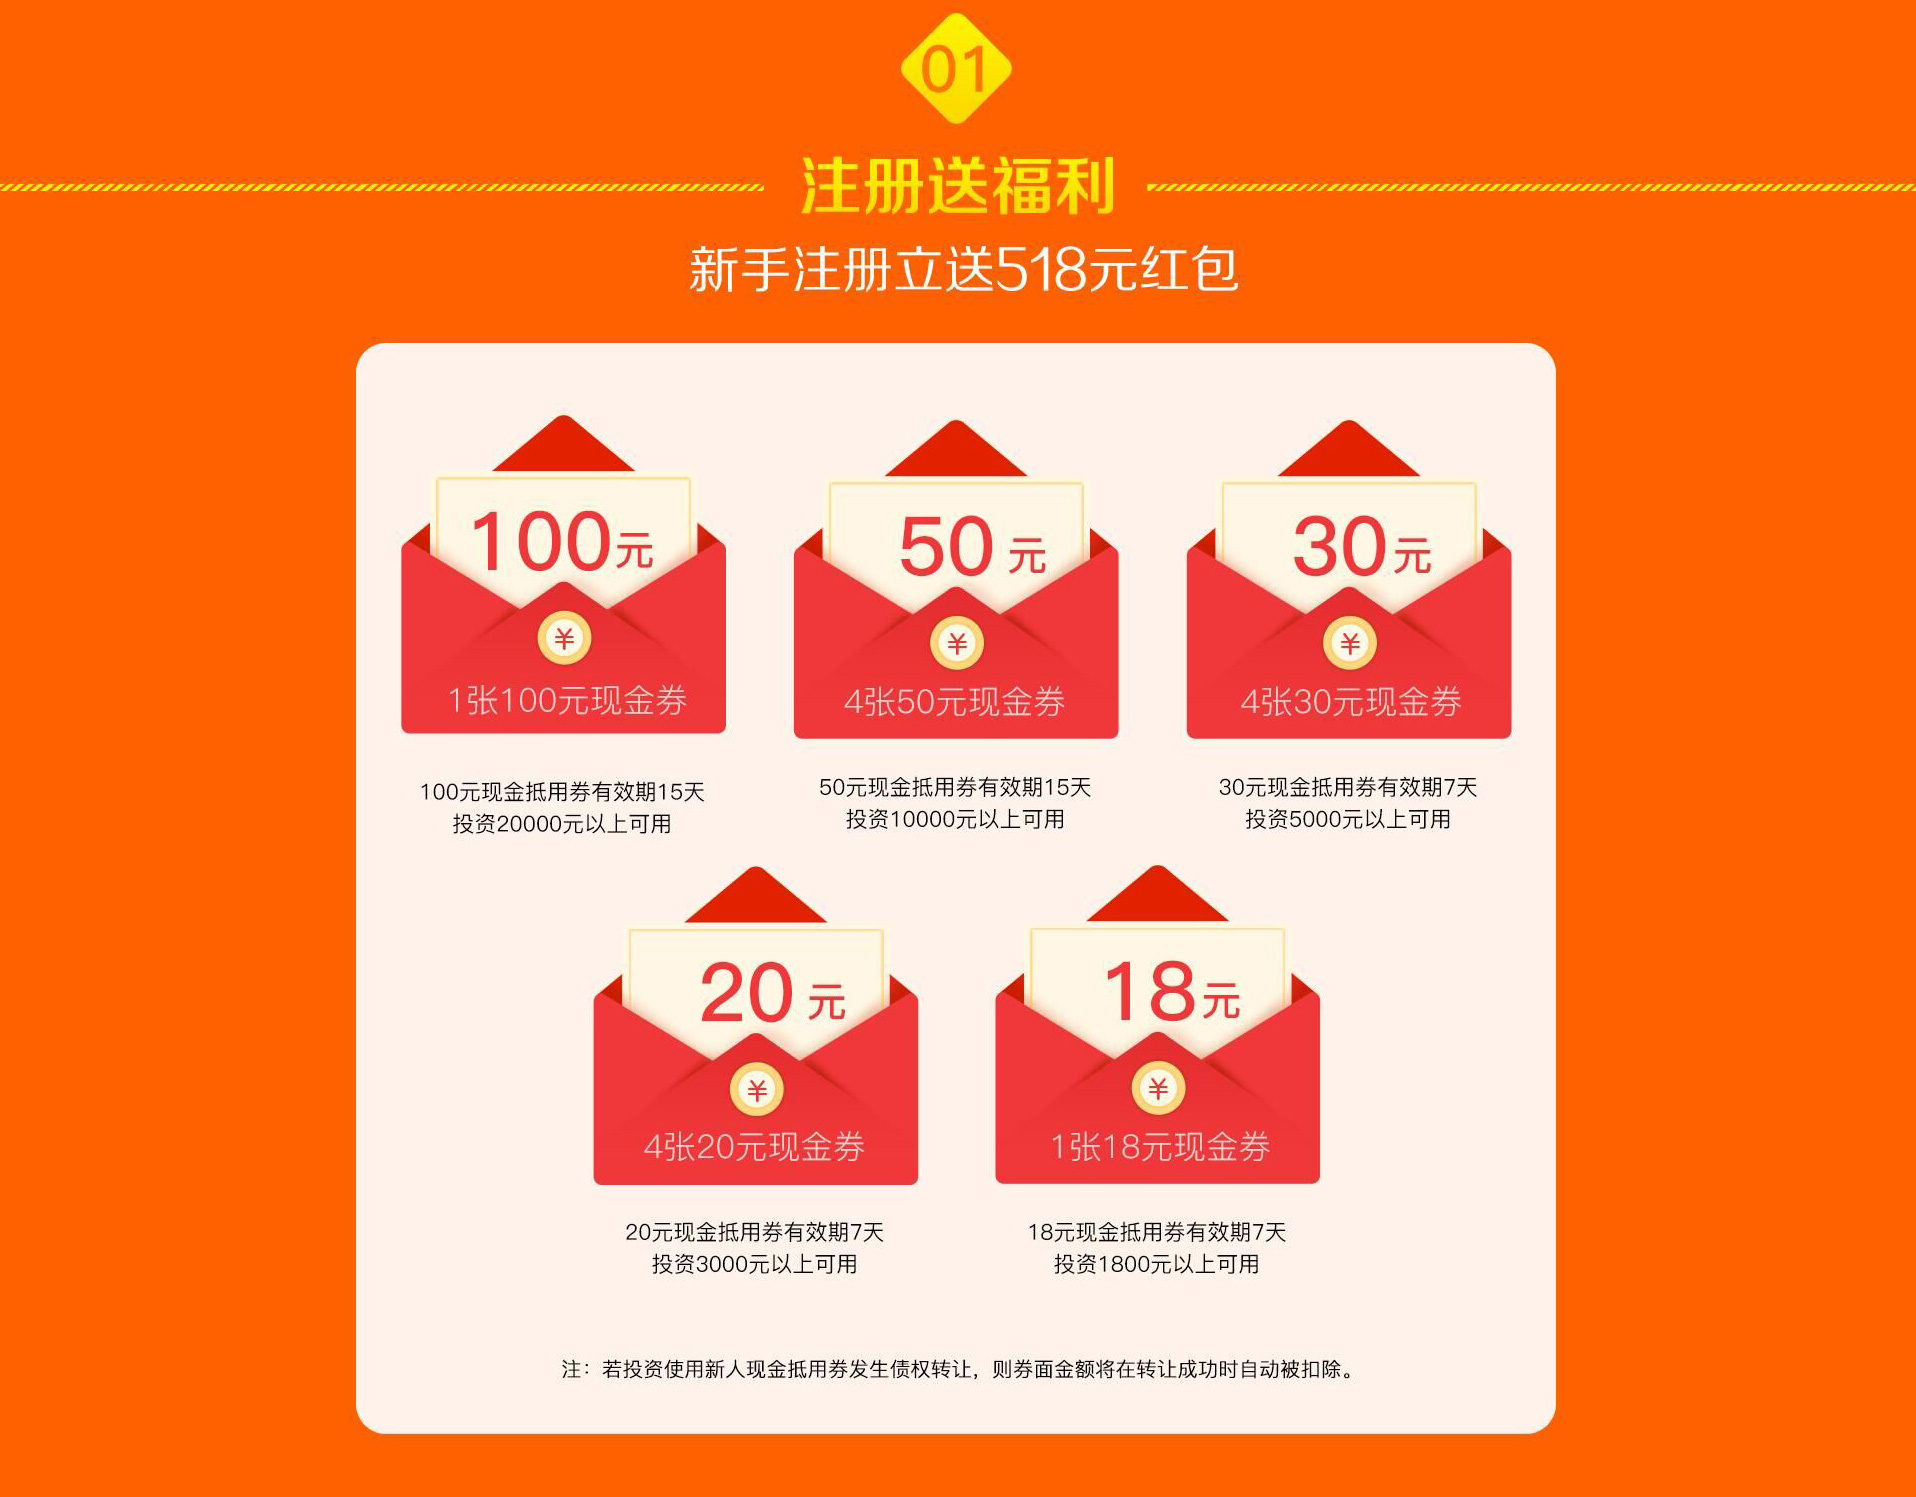 01
注册送福利
新手注册立送518元红包
100元
¥
1张100元现金券
100元现金抵用券有效期15天
投资20000元以上可用
50元
¥
4张50元现金券
50元现金抵用券有效期15天
投资10000元以上可用
30元
¥
4张30元现金券
30元现金抵用券有效期7天
投资5000元以上可用
20元
¥
4张20元现金券
20元现金抵用券有效期7天
投资3000元以上可用
18元
¥
1张18元现金券
18元现金抵用券有效期7天
投资1800元以上可用
注：若投资使用新人现金抵用券发生债权转让，则券面金额将在转让成功时自动被扣除。